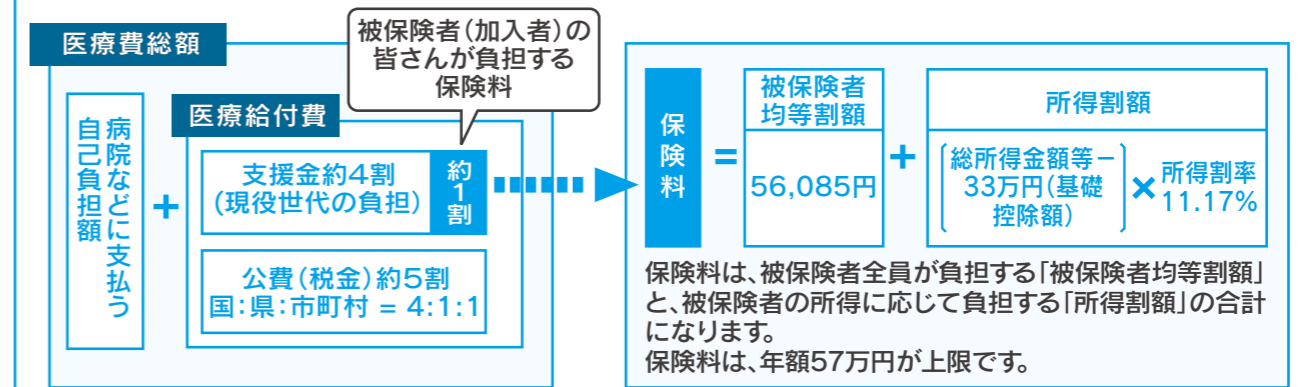 医療費総額
被保険者（加入者）の
皆さんが負担する
保険料
病院などに支払う
自己負担額
＋
医療給付費
支援金約4割
（現役世代の負担）
約1割
公費（税金）約5割
国：県：市町村 = 4：1：1
保険料
=
被保険者
均等割額
56,085円
＋
所得割額
総所得金額等－
33万円（基礎
控除額）
×
所得割率
11.17%
保険料は、被保険者全員が負担する「被保険者均等割額」
と、被保険者の所得に応じて負担する「所得割額」の合計
になります。
保険料は、年額57万円が上限です。